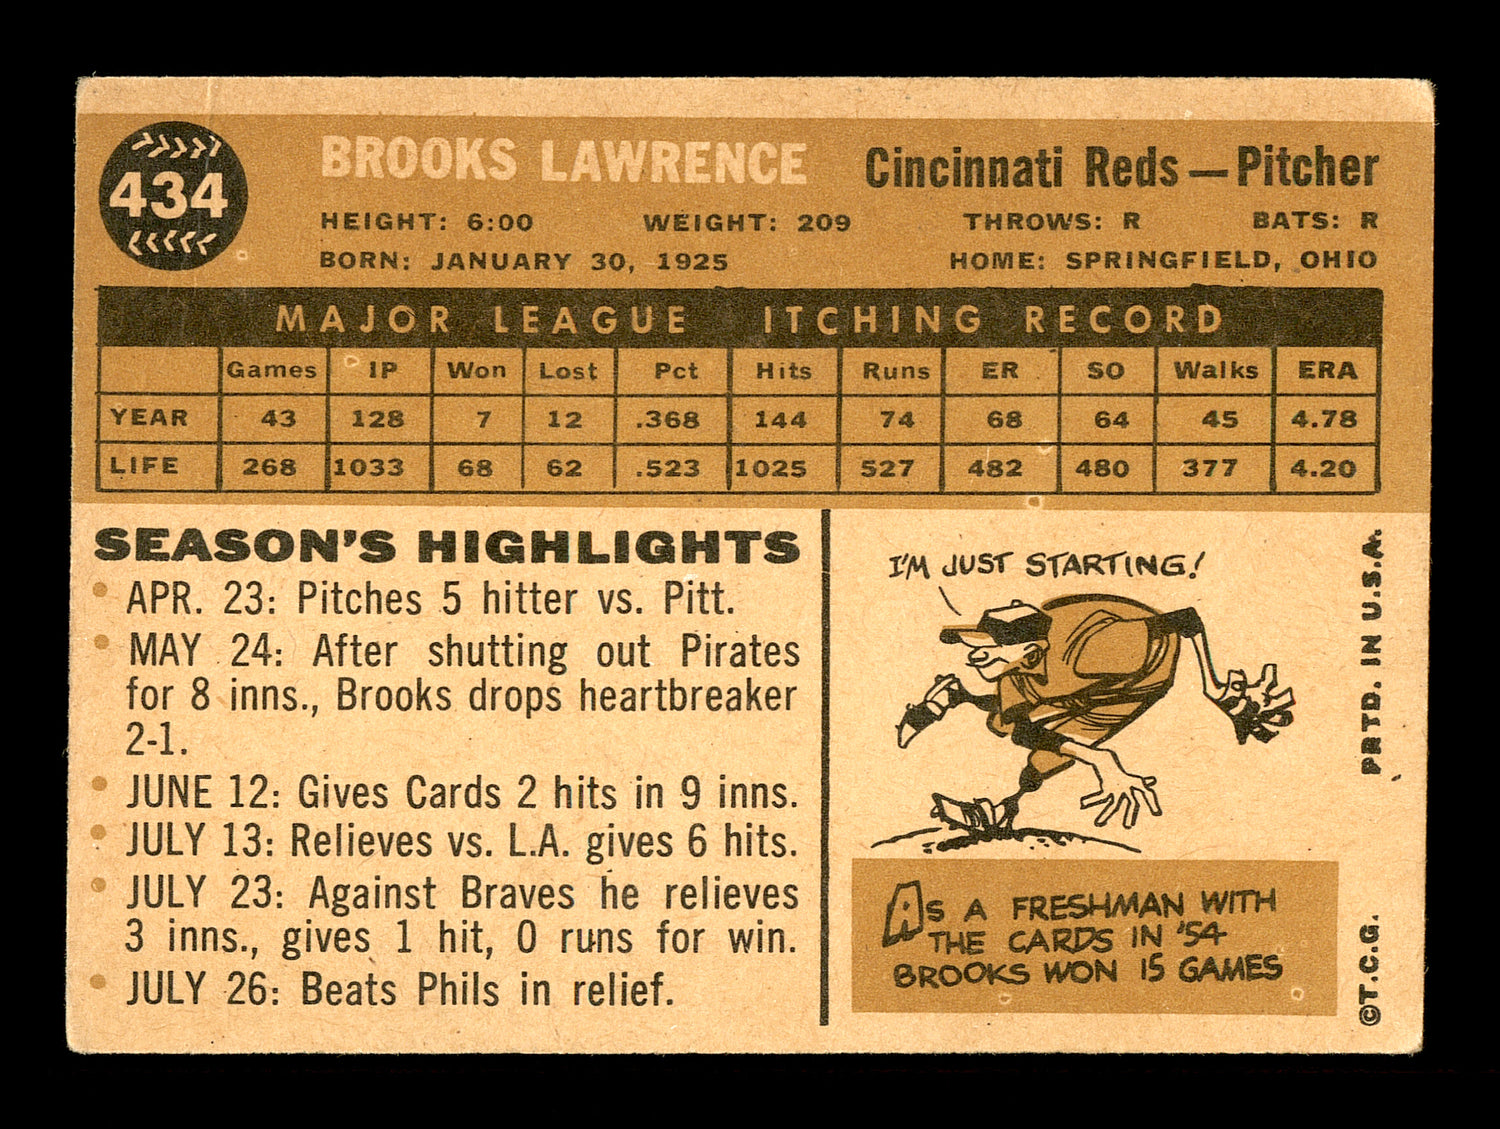 434
BROOKS LAWRENCE
Cincinnati Reds — Pitcher
HEIGHT: 6:00 WEIGHT: 209 THROWS: R BATS: R
BORN: JANUARY 30, 1925 HOME: SPRINGFIELD, OHIO
MAJOR LEAGUE ITCHING RECORD
Games IP Won Lost Pct Hits Runs ER SO Walks ERA
YEAR 43 128 7 12 .368 144 74 68 64 45 4.78
LIFE 268 1033 68 62 .523 1025 527 482 480 377 4.20
SEASON'S HIGHLIGHTS
• APR. 23: Pitches 5 hitter vs. Pitt.
• MAY 24: After shutting out Pirates
for 8 inns., Brooks drops heartbreaker
2-1.
• JUNE 12: Gives Cards 2 hits in 9 inns.
• JULY 13: Relieves vs. L.A. gives 6 hits.
• JULY 23: Against Braves he relieves
3 inns., gives 1 hit, 0 runs for win.
• JULY 26: Beats Phils in relief.
I'M JUST STARTING!
AS A FRESHMAN WITH
THE CARDS IN '54
BROOKS WON 15 GAMES
©T.C.G. PRTD. IN U.S.A.